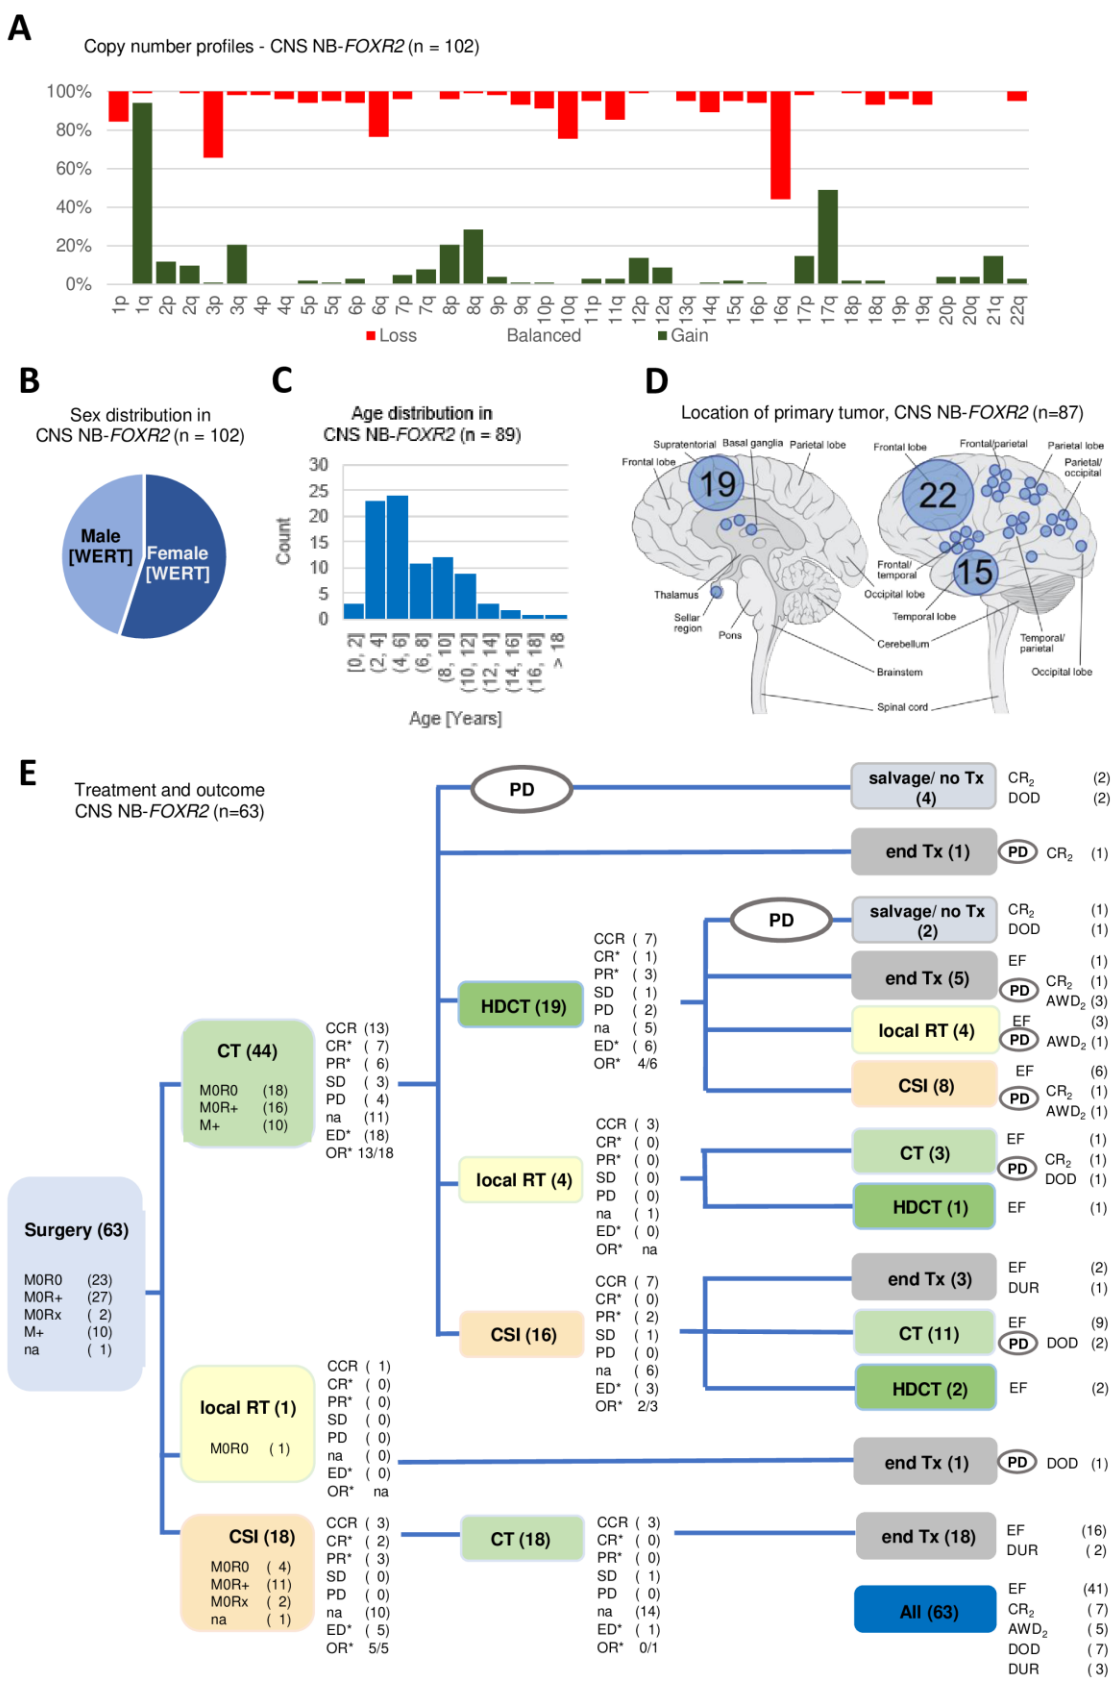 A
Copy number profiles - CNS NB-FOXR2 (n = 102)
100%
80%
60%
40%
20%
0%
1p 1q 2p 2q 3p 3q 4p 4q 5p 5q 6p 6q 7p 7q 8p 8q 9p 9q 10p 10q 11p 11q 12p 12q 13q 14q 15q 16p 16q 17p 17q 18p 18q 19p 19q 20p 20q 21q 22q
Loss Balanced Gain
B
Sex distribution in
CNS NB-FOXR2 (n = 102)
Male
[WERT]
Female
[WERT]
C
Age distribution in
CNS NB-FOXR2 (n = 89)
Count
30
25
20
15
10
5
0
[0, 2] (2, 4] (4, 6] (6, 8] (8, 10] (10, 12] (12, 14] (14, 16] (16, 18] > 18
Age [Years]
D
Location of primary tumor, CNS NB-FOXR2 (n=87)
Supratentorial
Basal ganglia
Parietal lobe
Frontal lobe
19
Thalamus
Sellar
region
Pons
Frontal lobe
Frontal/parietal
Parietal lobe
Parietal/
occipital
22
Frontal/
temporal
15
Occipital lobe
Temporal lobe
Cerebellum
Temporal/
parietal
Brainstem
Occipital lobe
Spinal cord
E
Treatment and outcome
CNS NB-FOXR2 (n=63)
Surgery (63)
M0R0 (23)
M0R+ (27)
M0Rx ( 2)
M+ (10)
na ( 1)
CT (44)
M0R0 (18)
M0R+ (16)
M+ (10)
CCR (13)
CR* ( 7)
PR* ( 6)
SD ( 3)
PD ( 4)
na (11)
ED* (18)
OR* 13/18
PD
salvage/ no Tx
(4)
CR2 (2)
DOD (2)
end Tx (1)
PD
CR2 (1)
HDCT (19)
CCR ( 7)
CR* ( 1)
PR* ( 3)
SD ( 1)
PD ( 2)
na ( 5)
ED* ( 6)
OR* 4/6
PD
salvage/ no Tx
(2)
CR2 (1)
DOD (1)
end Tx (5)
EF (1)
PD
CR2 (1)
AWD2 (3)
local RT (4)
EF (3)
PD
AWD2 (1)
CSI (8)
EF (6)
PD
CR2 (1)
AWD2 (1)
local RT (4)
CCR ( 3)
CR* ( 0)
PR* ( 0)
SD ( 0)
PD ( 0)
na ( 1)
ED* ( 0)
OR* na
CT (3)
EF (1)
PD
CR2 (1)
DOD (1)
HDCT (1)
EF (1)
CSI (16)
CCR ( 7)
CR* ( 0)
PR* ( 2)
SD ( 1)
PD ( 0)
na ( 6)
ED* ( 3)
OR* 2/3
end Tx (3)
EF (2)
DUR (1)
CT (11)
EF (9)
PD
DOD (2)
HDCT (2)
EF (2)
local RT (1)
M0R0 ( 1)
CCR ( 1)
CR* ( 0)
PR* ( 0)
SD ( 0)
PD ( 0)
na ( 0)
ED* ( 0)
OR* na
end Tx (1)
PD
DOD (1)
CSI (18)
M0R0 ( 4)
M0R+ (11)
M0Rx ( 2)
na ( 1)
CCR ( 3)
CR* ( 2)
PR* ( 3)
SD ( 0)
PD ( 0)
na (10)
ED* ( 5)
OR* 5/5
CT (18)
CCR ( 3)
CR* ( 0)
PR* ( 0)
SD ( 1)
PD ( 0)
na (14)
ED* ( 1)
OR* 0/1
end Tx (18)
EF (16)
DUR ( 2)
All (63)
EF (41)
CR2 ( 7)
AWD2 ( 5)
DOD ( 7)
DUR ( 3)